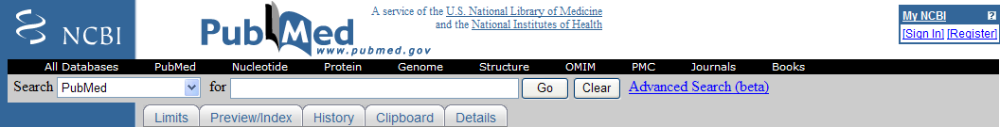 NCBI
PubMed
www.pubmed.gov
A service of the U.S. National Library of Medicine
and the National Institutes of Health
My NCBI ?
[Sign In] [Register]
All Databases PubMed Nucleotide Protein Genome Structure OMIM PMC Journals Books
Search PubMed for Go Clear Advanced Search (beta)
Limits Preview/Index History Clipboard Details